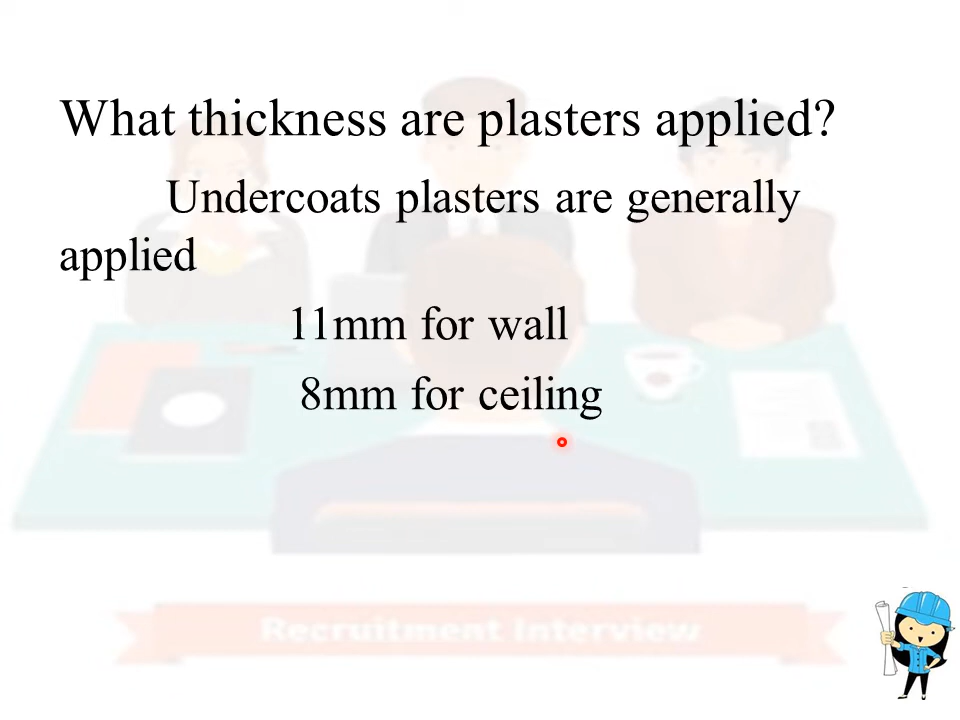 What thickness are plasters applied?
Undercoats plasters are generally
applied
11mm for wall
8mm for ceiling
Recruitment Interview